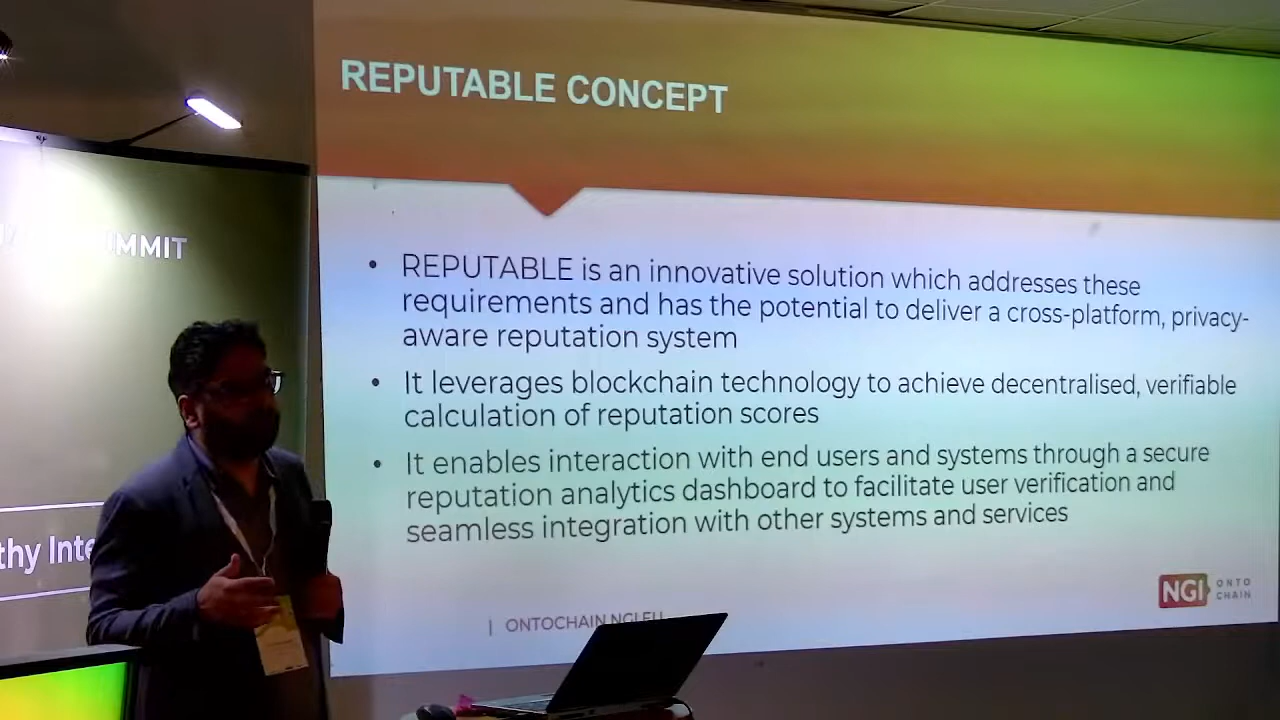 REPUTABLE CONCEPT
MMIT
• REPUTABLE is an innovative solution which addresses these
requirements and has the potential to deliver a cross-platform, privacy-
aware reputation system
• It leverages blockchain technology to achieve decentralised, verifiable
calculation of reputation scores
• It enables interaction with end users and systems through a secure
reputation analytics dashboard to facilitate user verification and
seamless integration with other systems and services
thy Inte
NGI ONTO
CHAIN
| ONTOCHAIN.NGI.EU